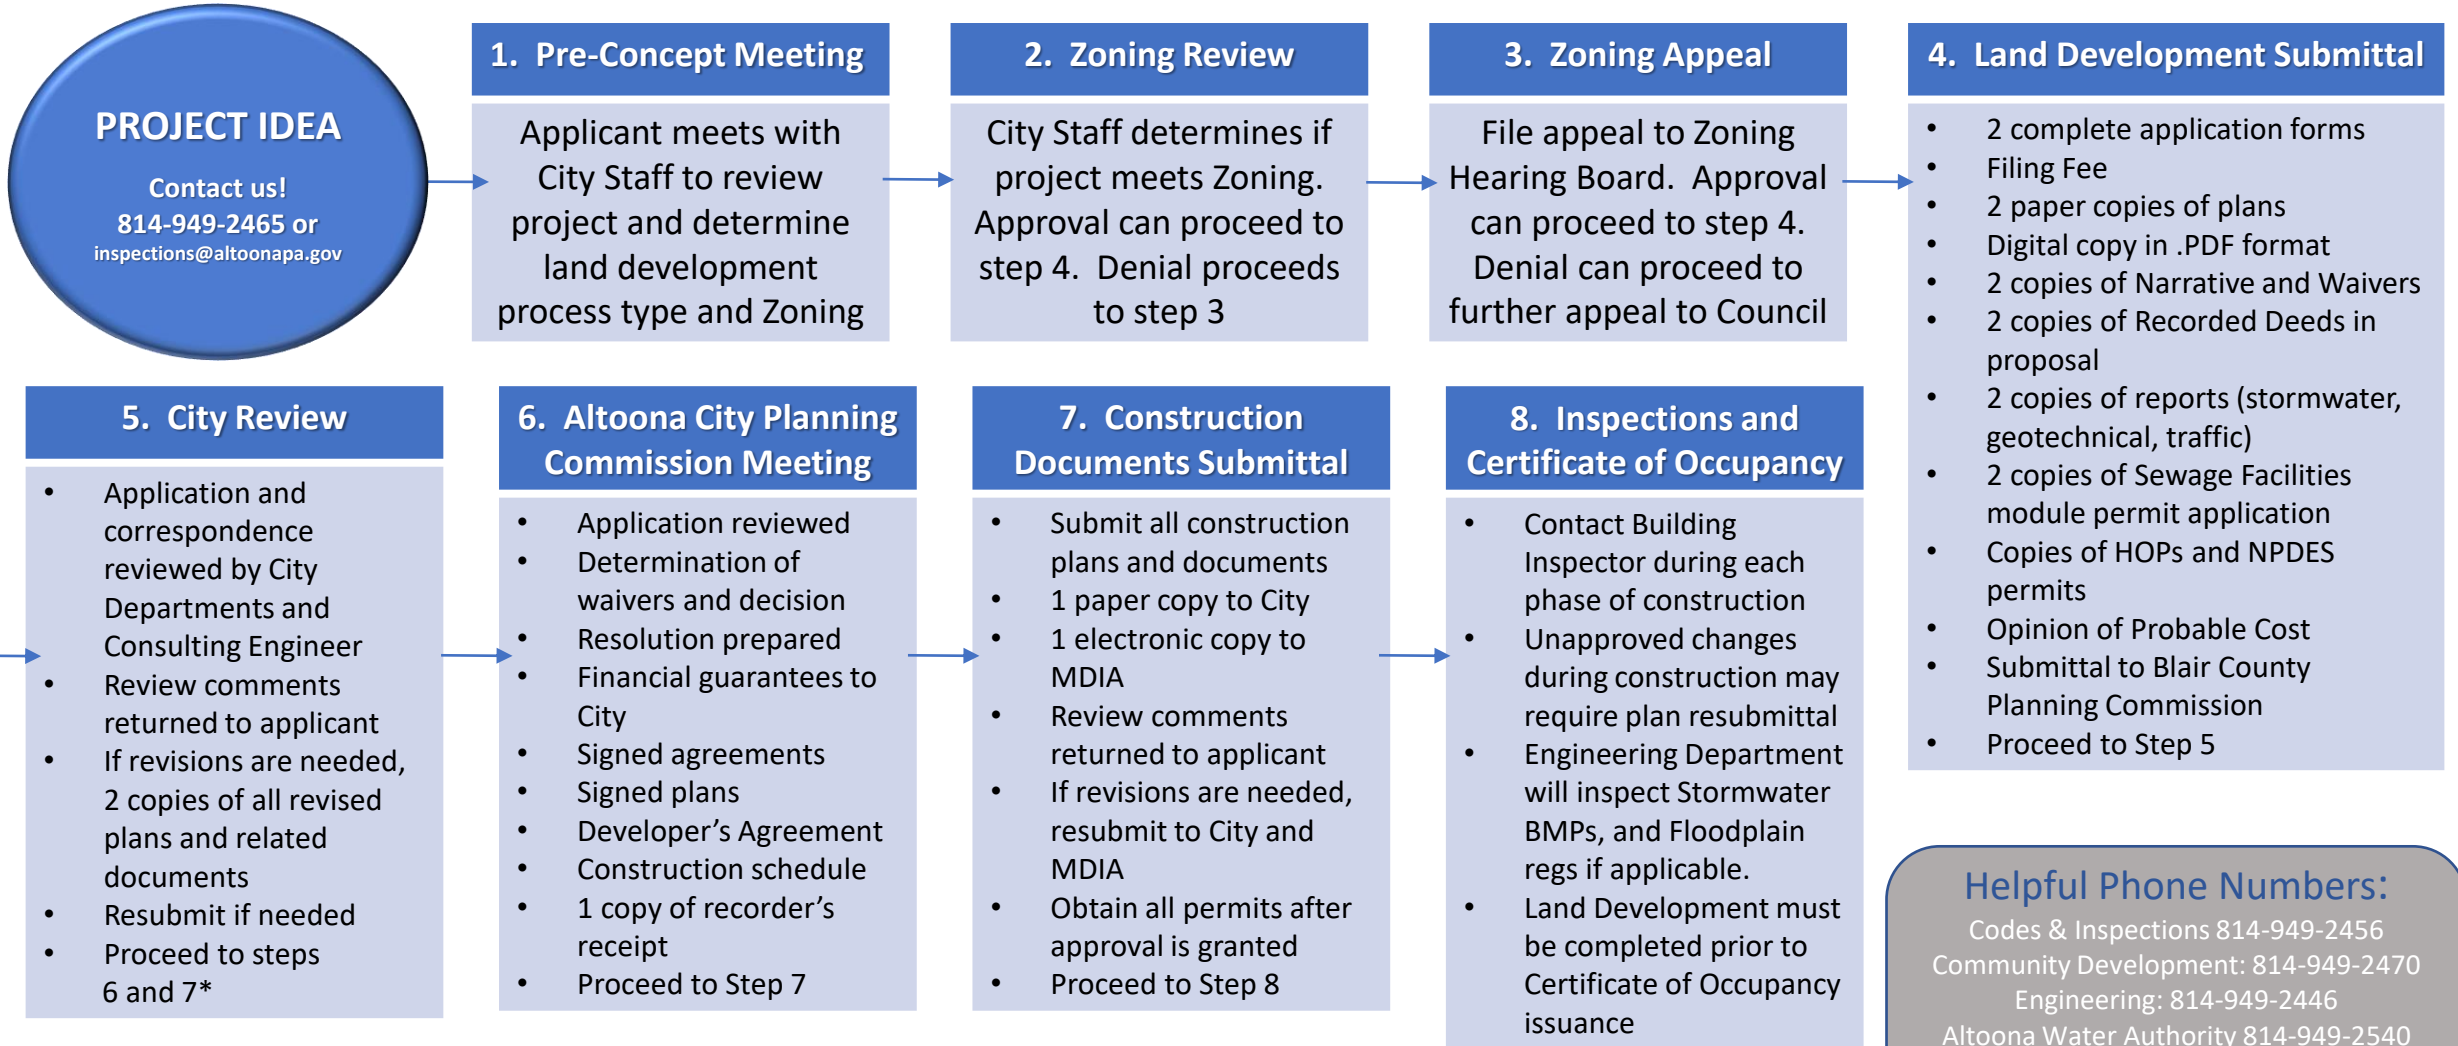 PROJECT IDEA
Contact us!
814-949-2465 or
inspections@altoonapa.gov
1. Pre-Concept Meeting
Applicant meets with
City Staff to review
project and determine
land development
process type and Zoning
2. Zoning Review
City Staff determines if
project meets Zoning.
Approval can proceed to
step 4. Denial proceeds
to step 3
3. Zoning Appeal
File appeal to Zoning
Hearing Board. Approval
can proceed to step 4.
Denial can proceed to
further appeal to Council
4. Land Development Submittal
• 2 complete application forms
• Filing Fee
• 2 paper copies of plans
• Digital copy in .PDF format
• 2 copies of Narrative and Waivers
• 2 copies of Recorded Deeds in
proposal
• 2 copies of reports (stormwater,
geotechnical, traffic)
• 2 copies of Sewage Facilities
module permit application
• Copies of HOPs and NPDES
permits
• Opinion of Probable Cost
• Submittal to Blair County
Planning Commission
• Proceed to Step 5
5. City Review
• Application and
correspondence
reviewed by City
Departments and
Consulting Engineer
• Review comments
returned to applicant
• If revisions are needed,
2 copies of all revised
plans and related
documents
• Resubmit if needed
• Proceed to steps
6 and 7*
6. Altoona City Planning
Commission Meeting
• Application reviewed
• Determination of
waivers and decision
• Resolution prepared
• Financial guarantees to
City
• Signed agreements
• Signed plans
• Developer's Agreement
• Construction schedule
• 1 copy of recorder's
receipt
• Proceed to Step 7
7. Construction
Documents Submittal
• Submit all construction
plans and documents
• 1 paper copy to City
• 1 electronic copy to
MDIA
• Review comments
returned to applicant
• If revisions are needed,
resubmit to City and
MDIA
• Obtain all permits after
approval is granted
• Proceed to Step 8
8. Inspections and
Certificate of Occupancy
• Contact Building
Inspector during each
phase of construction
• Unapproved changes
during construction may
require plan resubmittal
• Engineering Department
will inspect Stormwater
BMPs, and Floodplain
regs if applicable.
• Land Development must
be completed prior to
Certificate of Occupancy
issuance
Helpful Phone Numbers:
Codes & Inspections 814-949-2456
Community Development: 814-949-2470
Engineering: 814-949-2446
Altoona Water Authority 814-949-2540